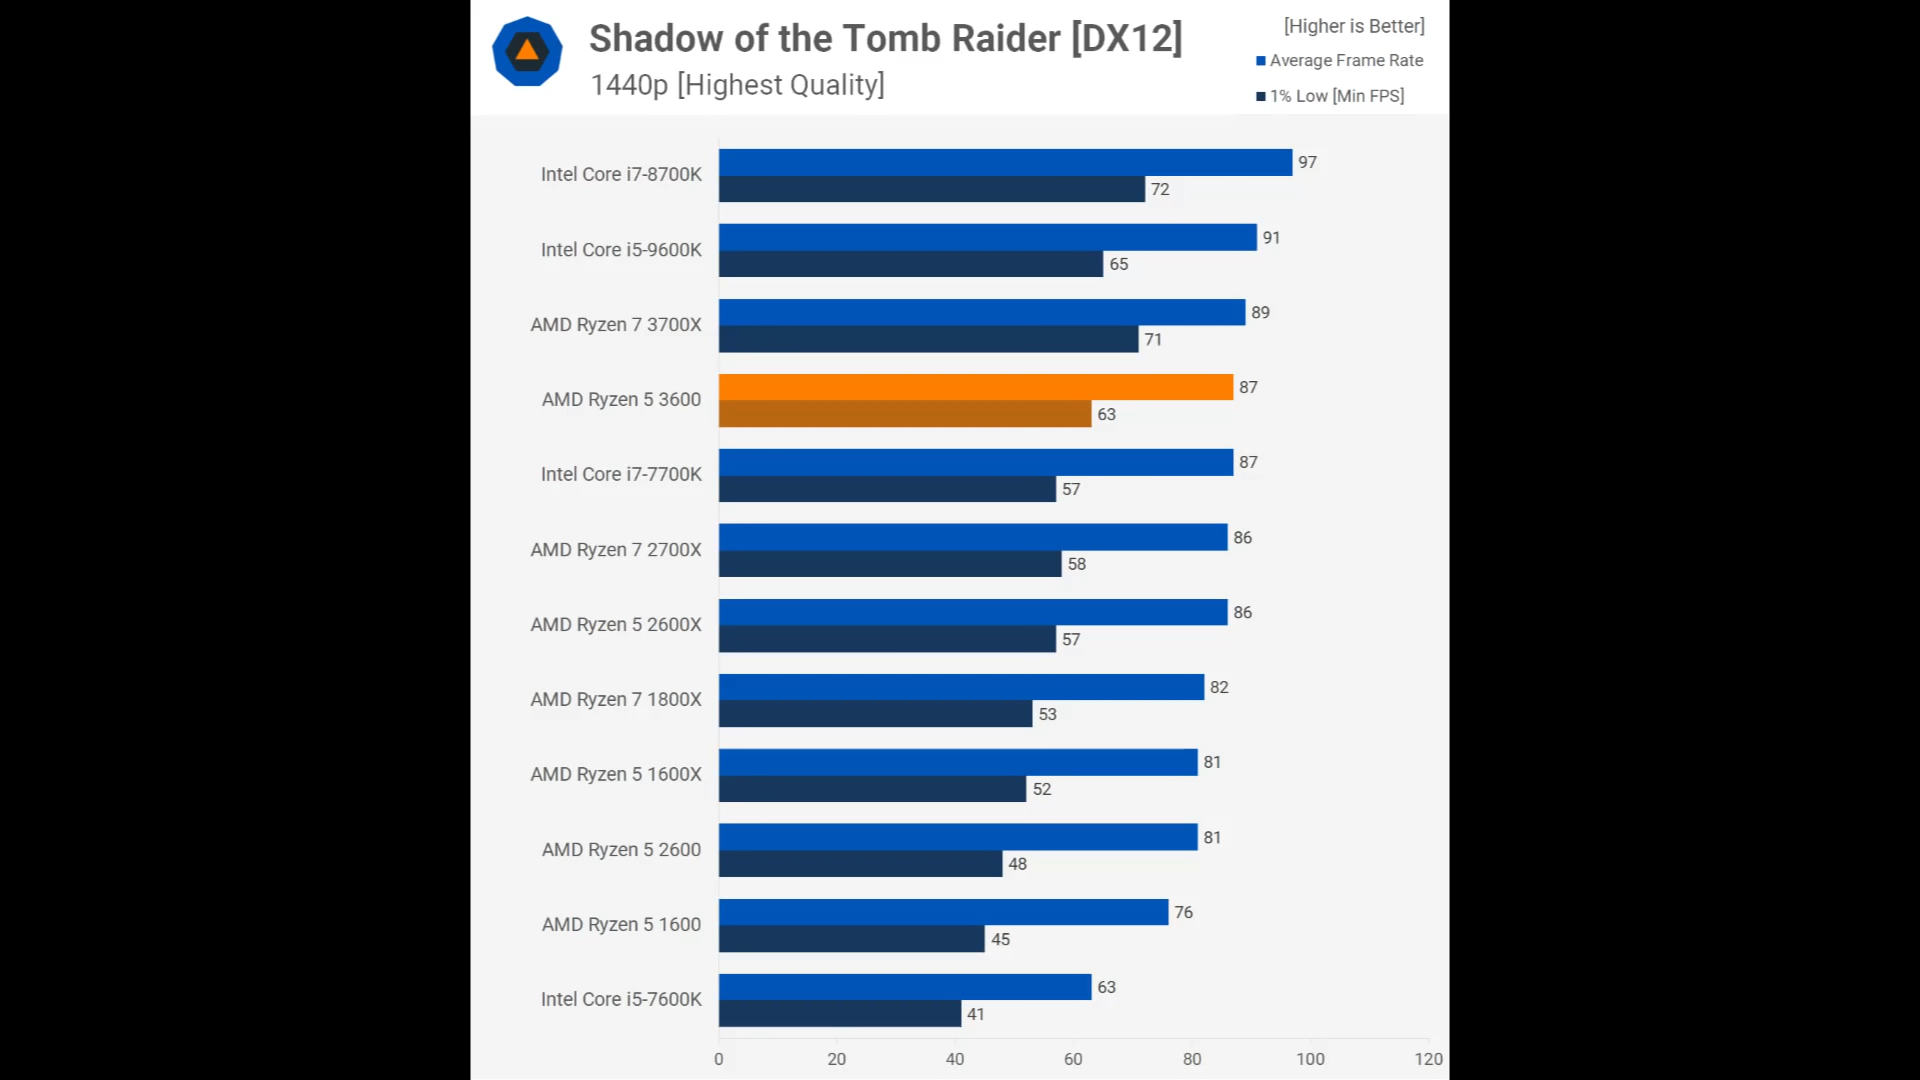 Shadow of the Tomb Raider [DX12]
1440p [Highest Quality]
[Higher is Better]
Average Frame Rate
1% Low [Min FPS]
Intel Core i7-8700K
97
72
Intel Core i5-9600K
91
65
AMD Ryzen 7 3700X
89
71
AMD Ryzen 5 3600
87
63
Intel Core i7-7700K
87
57
AMD Ryzen 7 2700X
86
58
AMD Ryzen 5 2600X
86
57
AMD Ryzen 7 1800X
82
53
AMD Ryzen 5 1600X
81
52
AMD Ryzen 5 2600
81
48
AMD Ryzen 5 1600
76
45
Intel Core i5-7600K
63
41
0 20 40 60 80 100 120